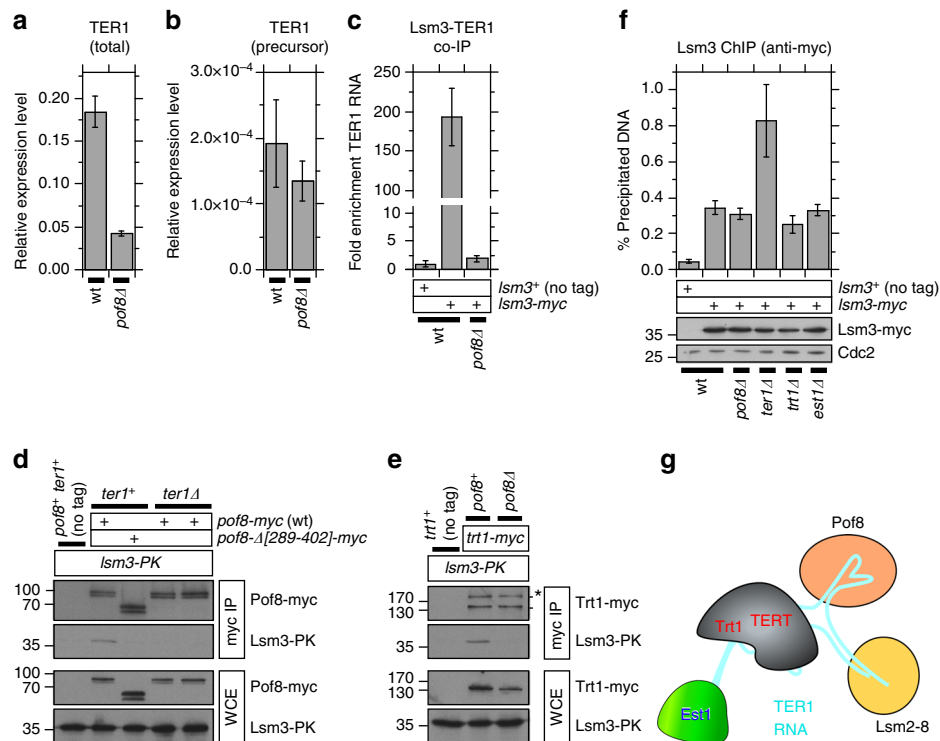 a
TER1
(total)
Relative expression level
0.20
0.15
0.10
0.05
0.00
wt
pof8Δ
b
TER1
(precursor)
Relative expression level
3.0×10⁻⁴
2.0×10⁻⁴
1.0×10⁻⁴
0.0
wt
pof8Δ
c
Lsm3-TER1
co-IP
Fold enrichment TER1 RNA
250
200
150
100
10
5
0
+ lsm3⁺ (no tag)
+ + lsm3-myc
wt
pof8Δ
f
Lsm3 ChIP (anti-myc)
% Precipitated DNA
1.0
0.8
0.6
0.4
0.2
0.0
+ lsm3⁺ (no tag)
+ + + + + lsm3-myc
35 Lsm3-myc
25 Cdc2
wt
pof8Δ
ter1Δ
trt1Δ
est1Δ
d
pof8⁺ ter1⁺
(no tag)
ter1⁺ ter1Δ
+ + + pof8-myc (wt)
+ pof8-Δ[289-402]-myc
lsm3-PK
100
70
Pof8-myc
35 Lsm3-PK
myc IP
100
70
Pof8-myc
35 Lsm3-PK
WCE
e
trt1⁺
(no tag)
pof8⁺
pof8Δ
trt1-myc
lsm3-PK
170
130
*
Trt1-myc
35 Lsm3-PK
myc IP
170
130
Trt1-myc
35 Lsm3-PK
WCE
g
Pof8
Trt1 TERT
Est1
TER1
RNA
Lsm2-8